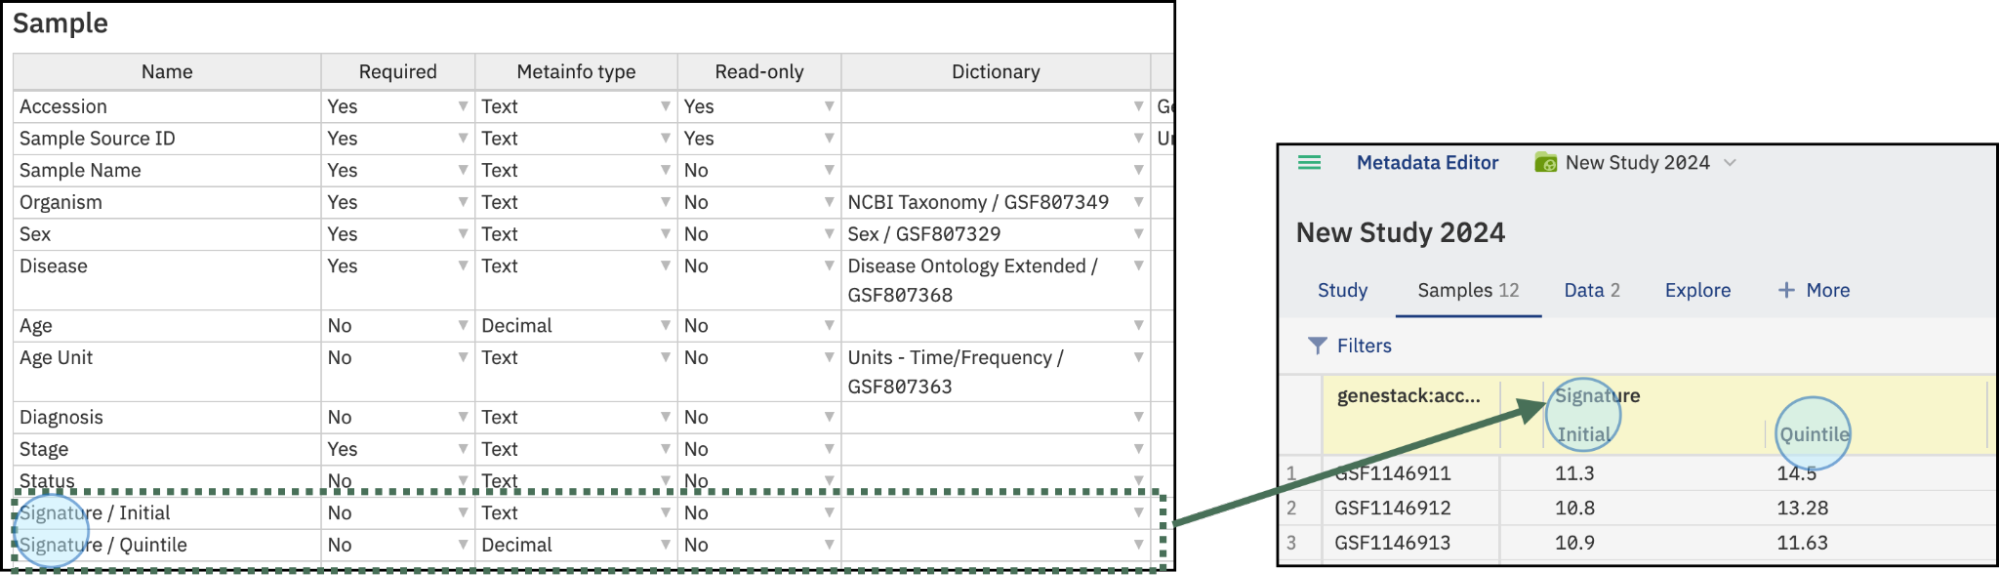 Sample
Name Required Metainfo type Read-only Dictionary
Accession Yes Text Yes
Sample Source ID Yes Text Yes
Sample Name Yes Text No
Organism Yes Text No NCBI Taxonomy / GSF807349
Sex Yes Text No Sex / GSF807329
Disease Yes Text No Disease Ontology Extended /
GSF807368
Age No Decimal No
Age Unit No Text No Units - Time/Frequency /
GSF807363
Diagnosis No Text No
Stage Yes Text No
Status No Text No
Signature / Initial No Text No
Signature / Quintile No Decimal No
Metadata Editor New Study 2024
New Study 2024
Study Samples 12 Data 2 Explore + More
Filters
genestack:acc... Signature
Initial Quintile
1 GSF1146911 11.3 14.5
2 GSF1146912 10.8 13.28
3 GSF1146913 10.9 11.63